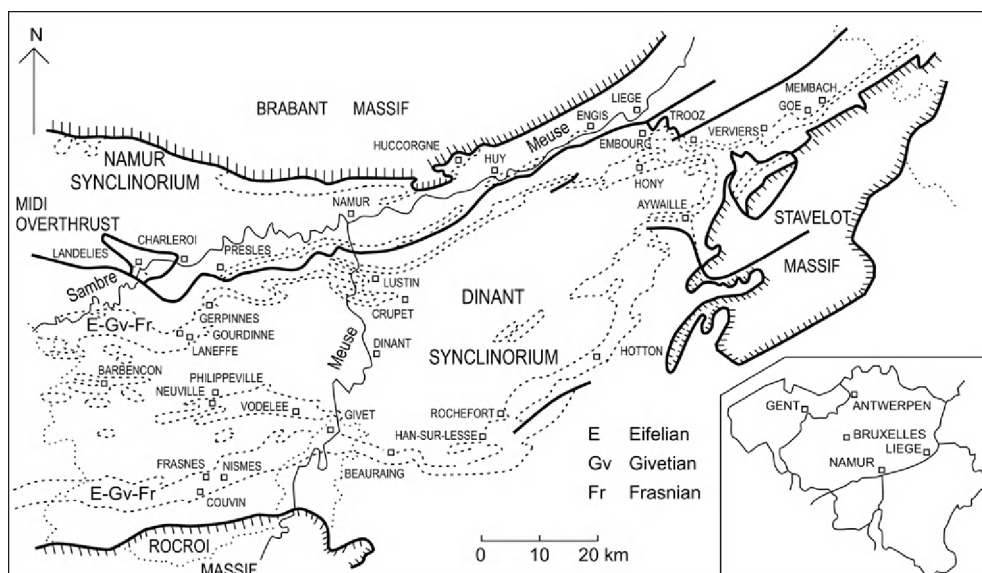 N
BRABANT MASSIF
NAMUR
SYNCLINORIUM
MIDI
OVERTHRUST
LANDELIES
CHARLEROI
PRESLES
Sambre
NAMUR
HUCCORGNE
HUY
Meuse
ENGIS
LIEGE
EMBOURG
TROOZ
VERVIERS
GOE
MEMBACH
HONY
AYWAILLE
STAVELOT
MASSIF
LUSTIN
CRUPET
DINANT
SYNCLINORIUM
E-Gv-Fr
GERPINNES
GOURDINNE
LANEFFE
Meuse
DINANT
HOTTON
BARBENCON
PHILIPPEVILLE
NEUVILLE
VODELEE
GIVET
ROCHEFORT
HAN-SUR-LESSE
BEAURAING
FRASNES
NISMES
E-Gv-Fr
COUVIN
ROCROI
MASSIF
E Eifelian
Gv Givetian
Fr Frasnian
0 10 20 km
GENT
ANTWERPEN
BRUXELLES
LIEGE
NAMUR